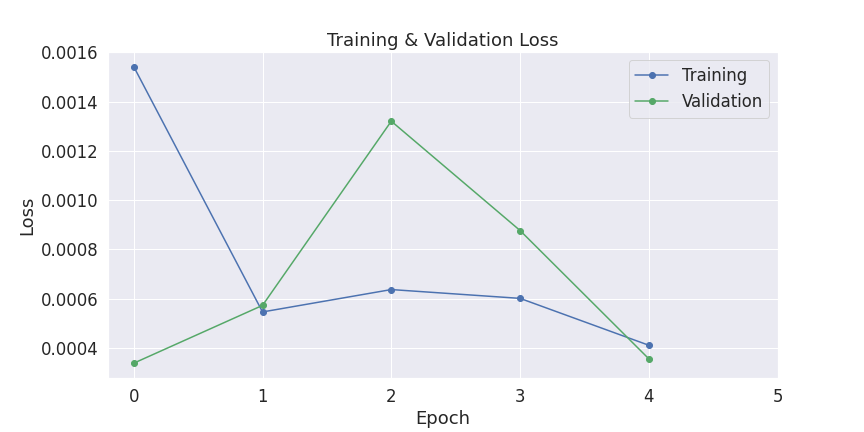 Training & Validation Loss
0.0016
0.0014
0.0012
0.0010
0.0008
0.0006
0.0004
Loss
Training
Validation
0 1 2 3 4 5
Epoch